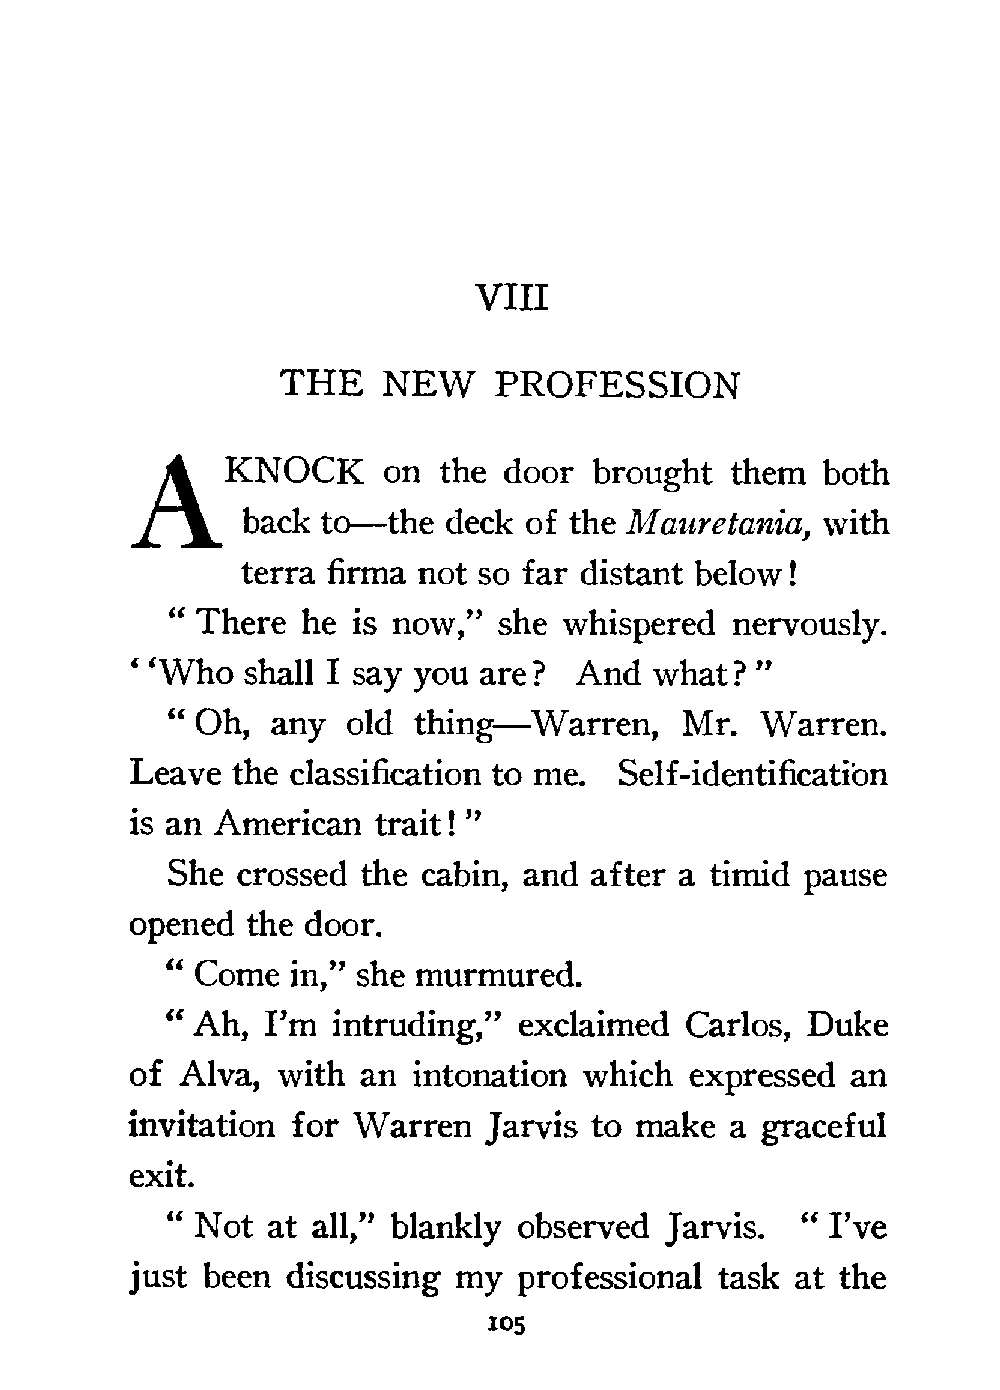 VIII
THE NEW PROFESSION
A KNOCK on the door brought them both
back to—the deck of the Mauretania, with
terra firma not so far distant below!
“ There he is now,” she whispered nervously.
‘ ‘Who shall I say you are? And what? ”
“ Oh, any old thing—Warren, Mr. Warren.
Leave the classification to me. Self-identification
is an American trait! ”
She crossed the cabin, and after a timid pause
opened the door.
“ Come in,” she murmured.
“ Ah, I’m intruding,” exclaimed Carlos, Duke
of Alva, with an intonation which expressed an
invitation for Warren Jarvis to make a graceful
exit.
“ Not at all,” blankly observed Jarvis. “ I’ve
just been discussing my professional task at the
105